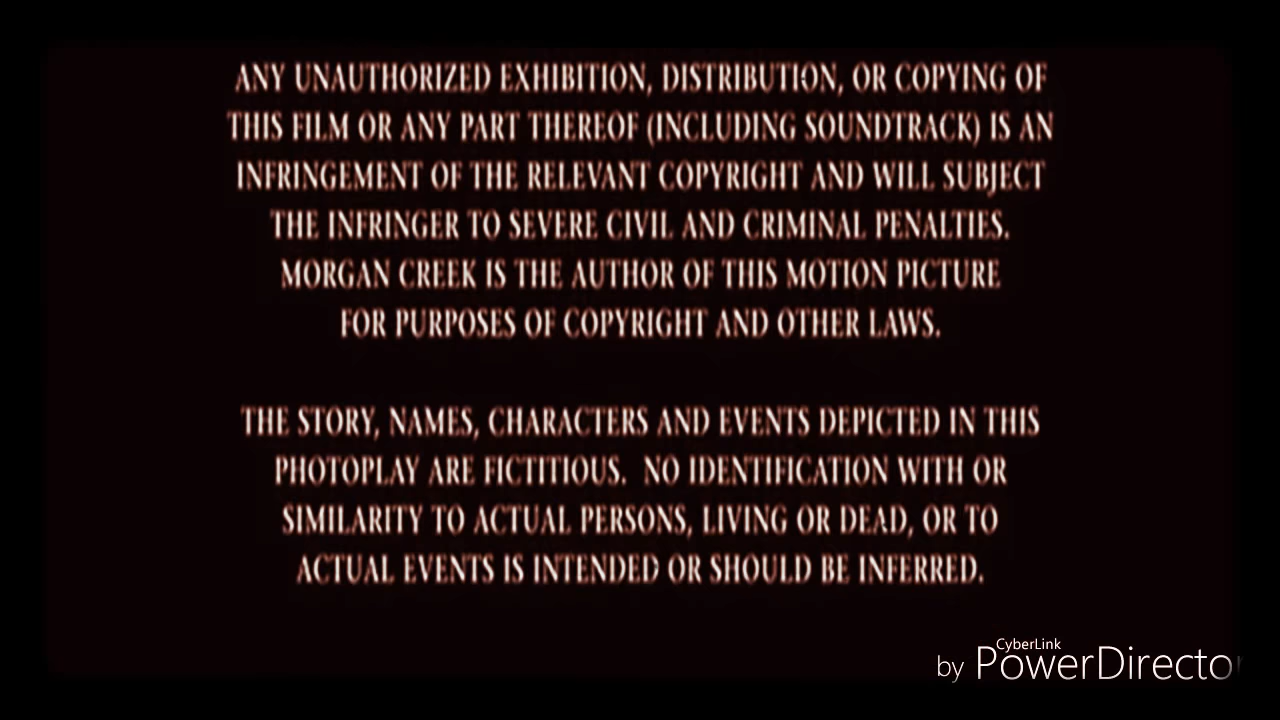 ANY UNAUTHORIZED EXHIBITION, DISTRIBUTION, OR COPYING OF
THIS FILM OR ANY PART THEREOF (INCLUDING SOUNDTRACK) IS AN
INFRINGEMENT OF THE RELEVANT COPYRIGHT AND WILL SUBJECT
THE INFRINGER TO SEVERE CIVIL AND CRIMINAL PENALTIES.
MORGAN CREEK IS THE AUTHOR OF THIS MOTION PICTURE
FOR PURPOSES OF COPYRIGHT AND OTHER LAWS.
THE STORY, NAMES, CHARACTERS AND EVENTS DEPICTED IN THIS
PHOTOPLAY ARE FICTITIOUS. NO IDENTIFICATION WITH OR
SIMILARITY TO ACTUAL PERSONS, LIVING OR DEAD, OR TO
ACTUAL EVENTS IS INTENDED OR SHOULD BE INFERRED.
CyberLink
by PowerDirector